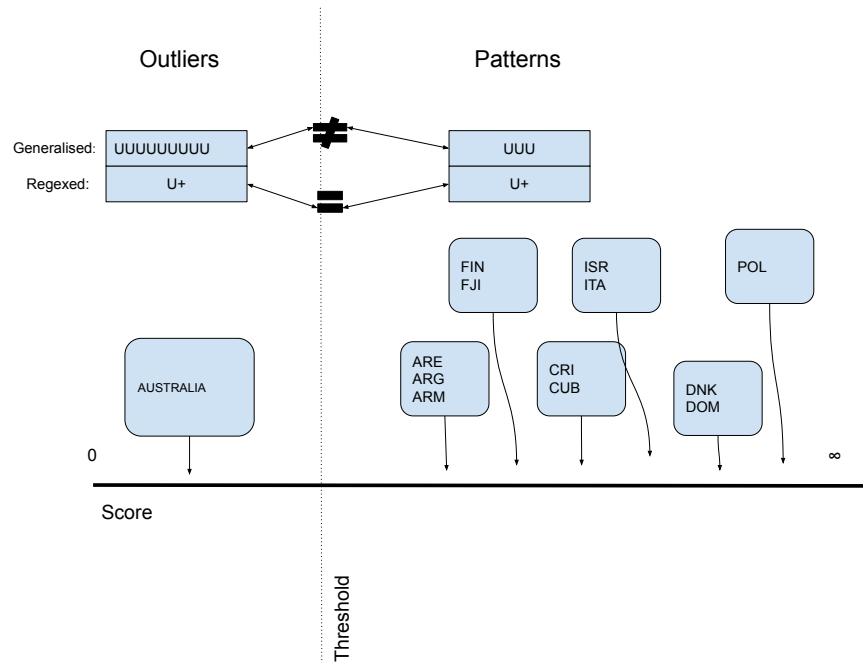 Outliers
Patterns
Generalised:
UUUUUUUUU
UUU
Regexed:
U+
U+
FIN
FJI
ISR
ITA
POL
AUSTRALIA
ARE
ARG
ARM
CRI
CUB
DNK
DOM
0
∞
Score
Threshold